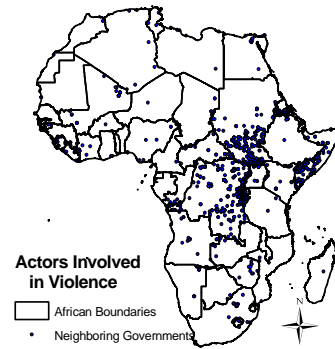 Actors Involved
in Violence
African Boundaries
Neighboring Governments
N